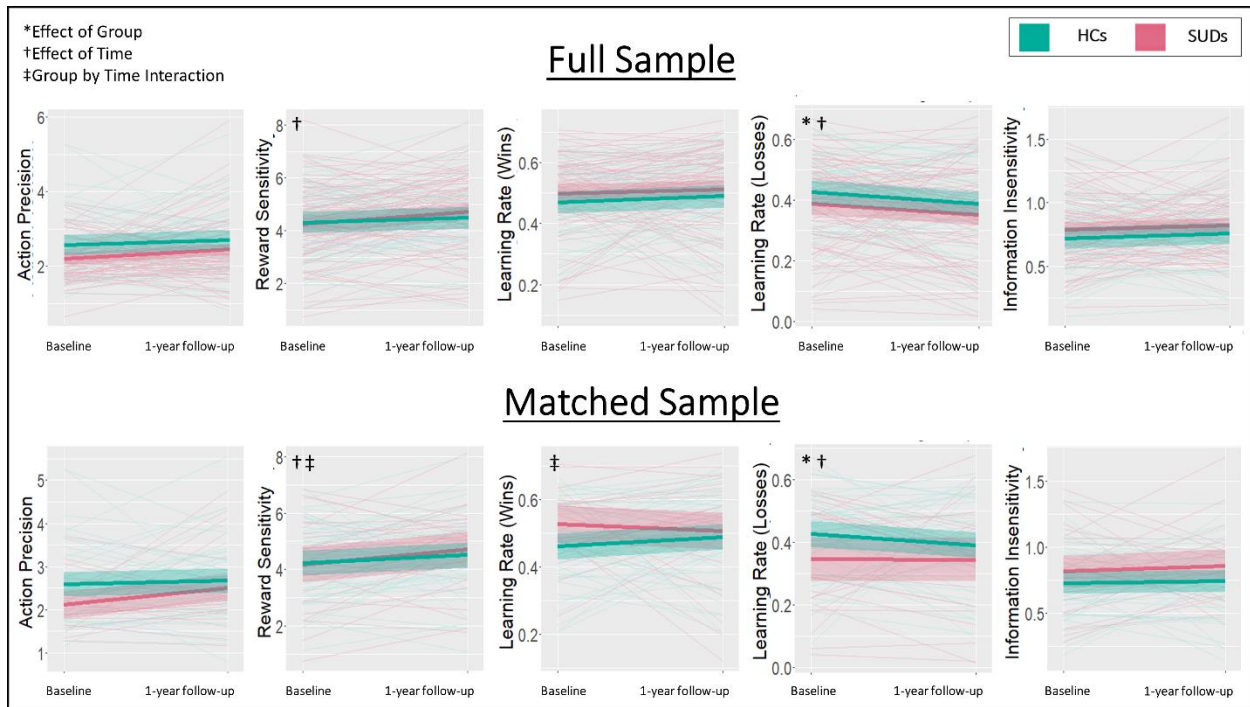 *Effect of Group
†Effect of Time
‡Group by Time Interaction
HCs
SUDs
Full Sample
Action Precision
6
4
2
Baseline
1-year follow-up
†
Reward Sensitivity
8
6
4
2
Baseline
1-year follow-up
Learning Rate (Wins)
0.6
0.4
0.2
Baseline
1-year follow-up
* †
Learning Rate (Losses)
0.6
0.4
0.2
0.0
Baseline
1-year follow-up
Information Insensitivity
1.5
1.0
0.5
Baseline
1-year follow-up
Matched Sample
Action Precision
5
4
3
2
1
Baseline
1-year follow-up
† ‡
Reward Sensitivity
8
6
4
2
Baseline
1-year follow-up
‡
Learning Rate (Wins)
0.6
0.4
0.2
Baseline
1-year follow-up
* †
Learning Rate (Losses)
0.6
0.4
0.2
0.0
Baseline
1-year follow-up
Information Insensitivity
1.5
1.0
0.5
Baseline
1-year follow-up